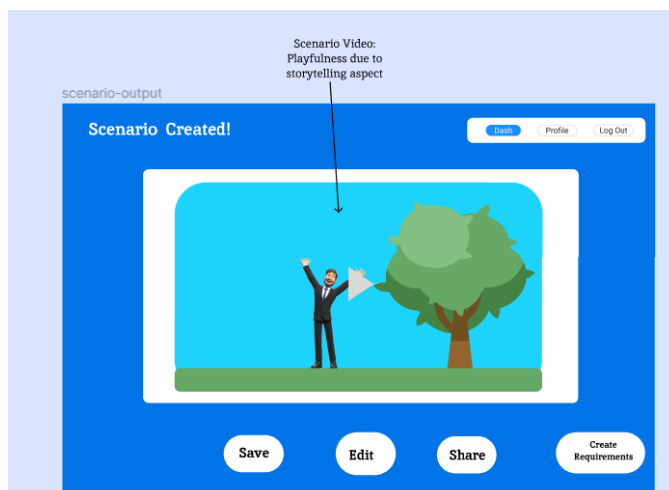 Scenario Video:
Playfulness due to
storytelling aspect
scenario-output
Scenario Created!
Dash
Profile
Log Out
Save
Edit
Share
Create
Requirements